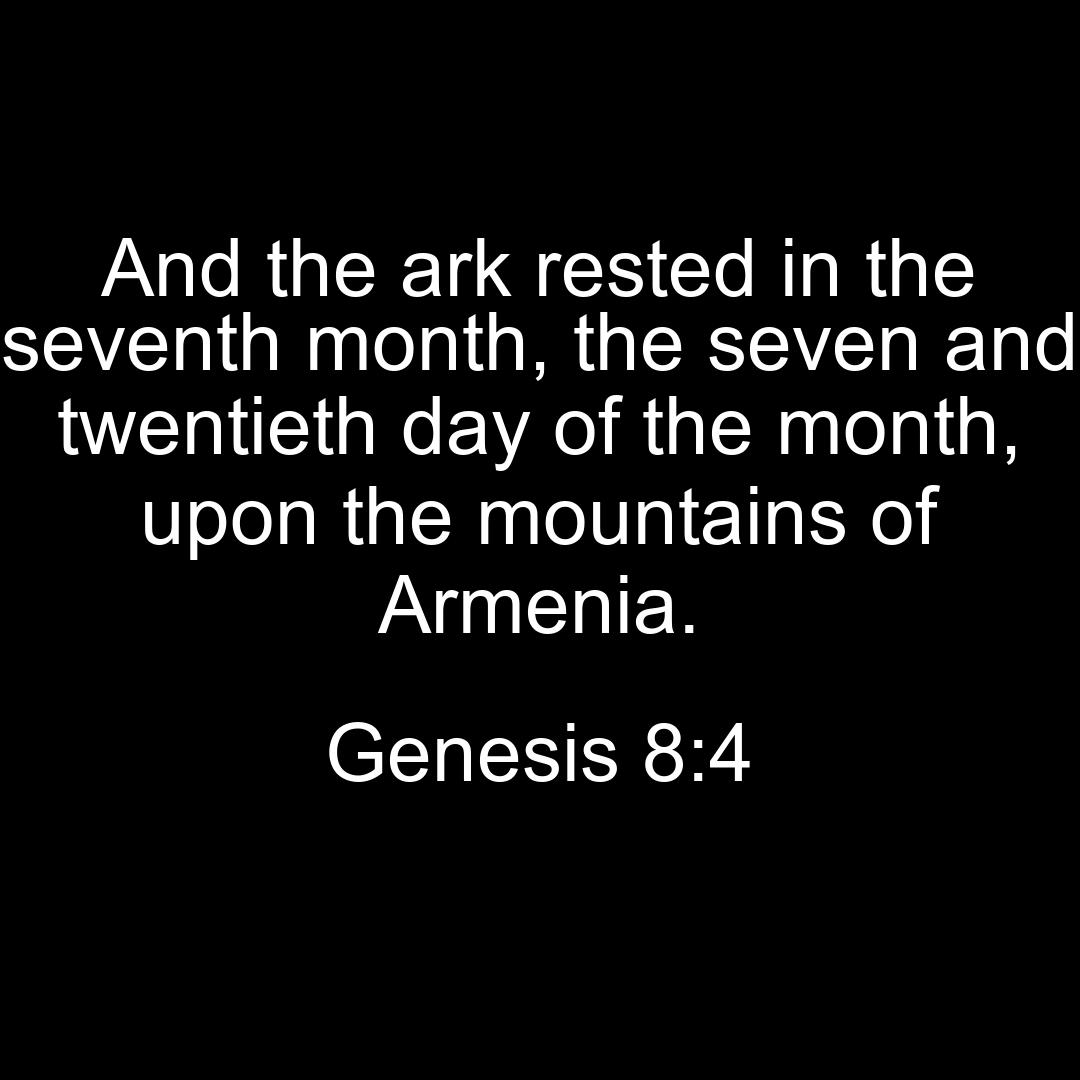 And the ark rested in the
seventh month, the seven and
twentieth day of the month,
upon the mountains of
Armenia.
Genesis 8:4